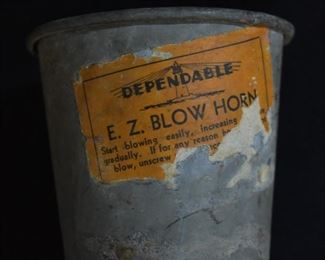 DEPENDABLE
E. Z. BLOW HORN
Start blowing easily, increasing
gradually. If for any reason
blow, unscrew